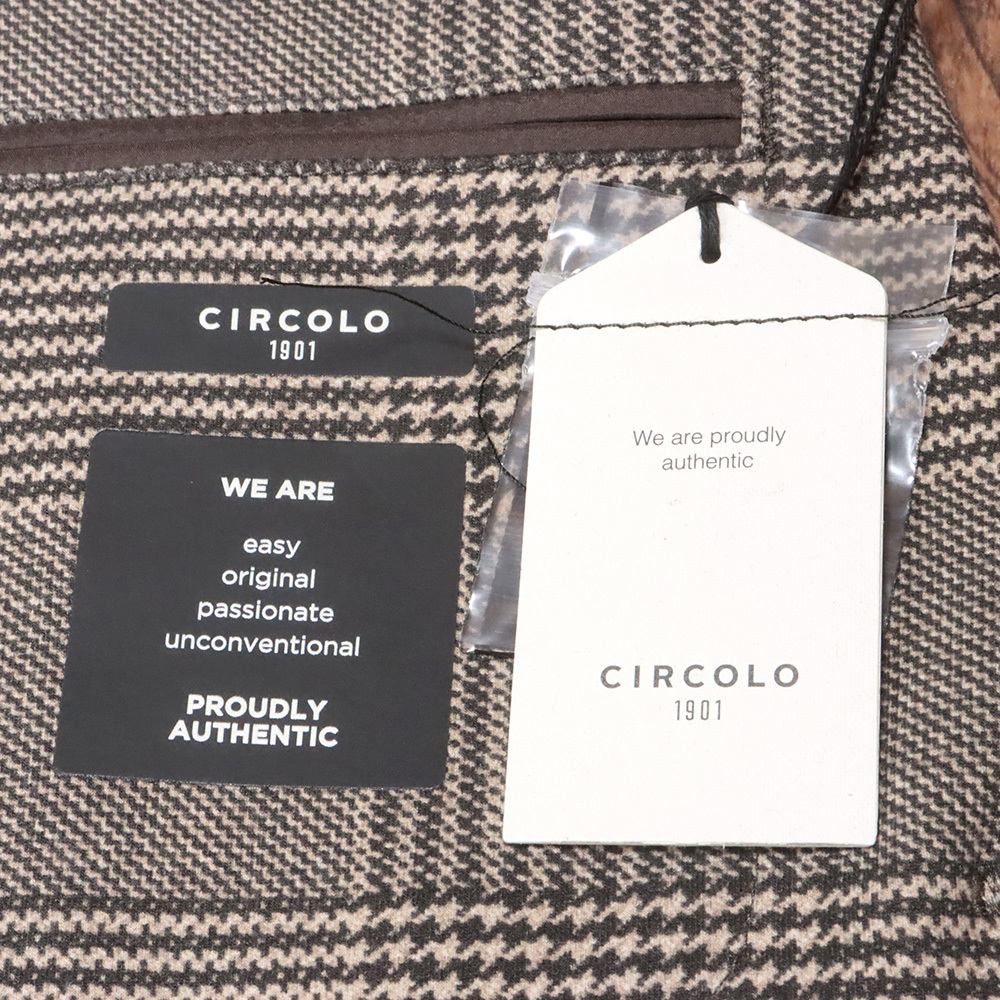 CIRCOLO
1901
WE ARE
easy
original
passionate
unconventional
PROUDLY
AUTHENTIC
We are proudly
authentic
CIRCOLO
1901